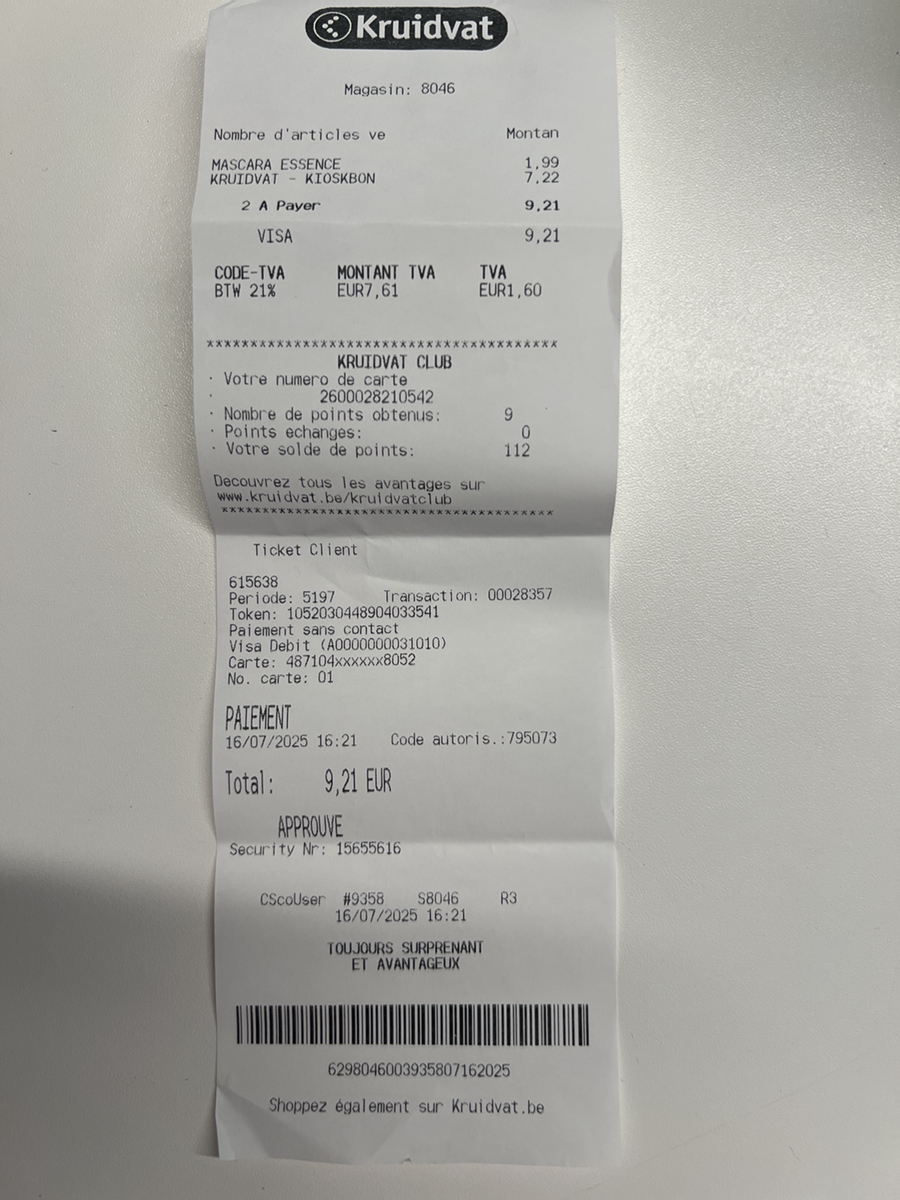 Kruidvat
Magasin: 8046
Nombre d'articles ve Montan
MASCARA ESSENCE 1,99
KRUIDVAT - KIOSKBON 7,22
2 A Payer 9,21
VISA 9,21
CODE-TVA MONTANT TVA TVA
BTW 21% EUR7,61 EUR1,60
****************************************
KRUIDVAT CLUB
· Votre numero de carte
· 2600028210542
· Nombre de points obtenus: 9
· Points echanges: 0
· Votre solde de points: 112
Decouvrez tous les avantages sur
www.kruidvat.be/kruidvatclub
**************************************
Ticket Client
615638
Periode: 5197 Transaction: 00028357
Token: 1052030448904033541
Paiement sans contact
Visa Debit (A0000000031010)
Carte: 487104xxxxxx8052
No. carte: 01
PAIEMENT
16/07/2025 16:21 Code autoris.:795073
Total: 9,21 EUR
APPROUVE
Security Nr: 15655616
CScoUser #9358 S8046 R3
16/07/2025 16:21
TOUJOURS SURPRENANT
ET AVANTAGEUX
6298046003935807162025
Shoppez également sur Kruidvat.be